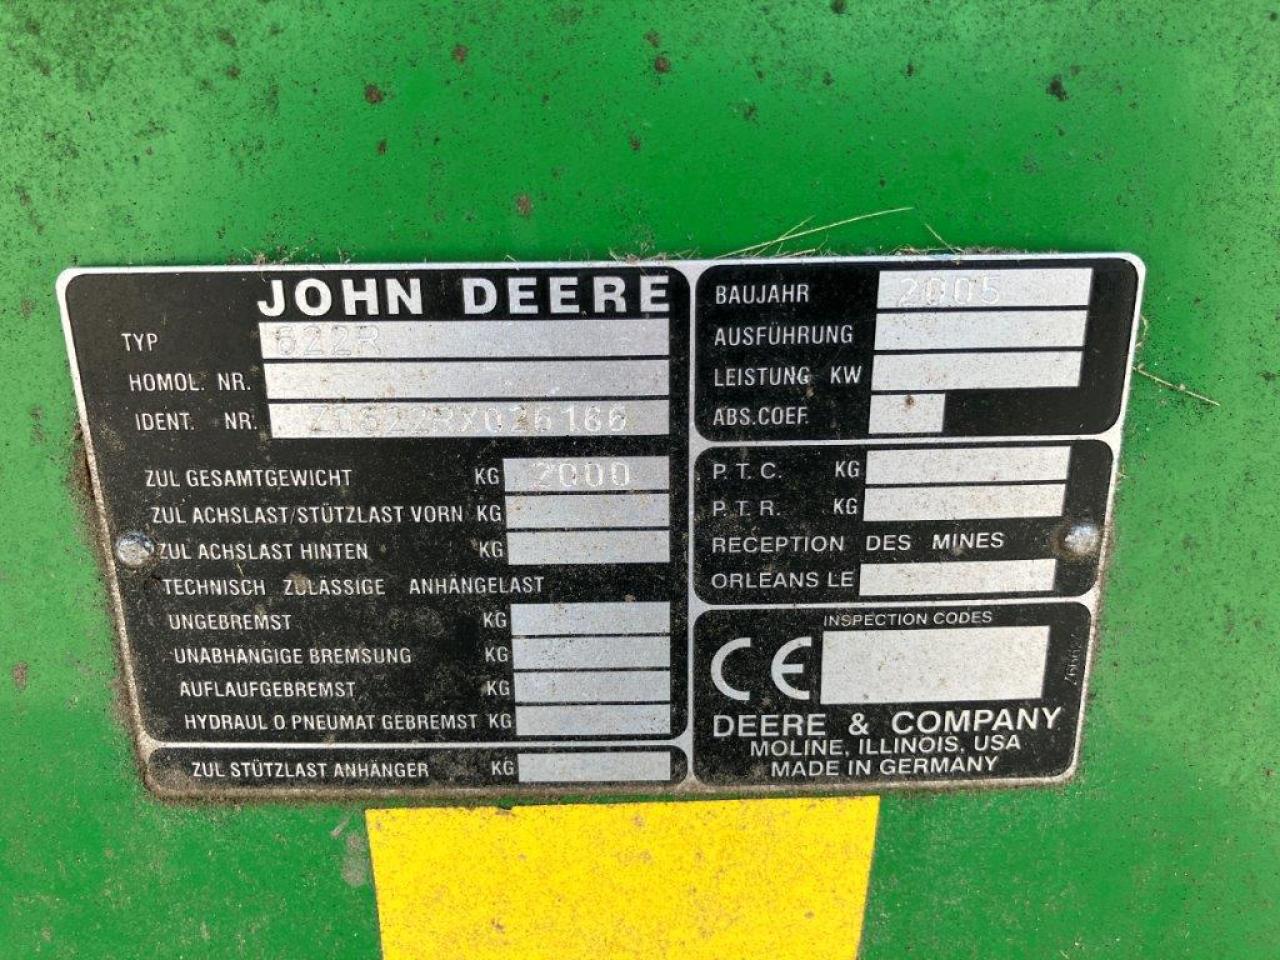 JOHN DEERE
TYP 622R
HOMOL. NR.
IDENT. NR. Z0622RX026166
ZUL GESAMTGEWICHT KG 2000
ZUL ACHSLAST/STÜTZLAST VORN KG
ZUL ACHSLAST HINTEN KG
TECHNISCH ZULÄSSIGE ANHÄNGELAST
UNGEBREMST KG
UNABHÄNGIGE BREMSUNG KG
AUFLAUFGEBREMST KG
HYDRAUL O PNEUMAT GEBREMST KG
ZUL STÜTZLAST ANHÄNGER KG
BAUJAHR 2005
AUSFÜHRUNG
LEISTUNG KW
ABS.COEF.
P.T.C. KG
P.T.R. KG
RECEPTION DES MINES
ORLEANS LE
INSPECTION CODES
CE
DEERE & COMPANY
MOLINE, ILLINOIS, USA
MADE IN GERMANY